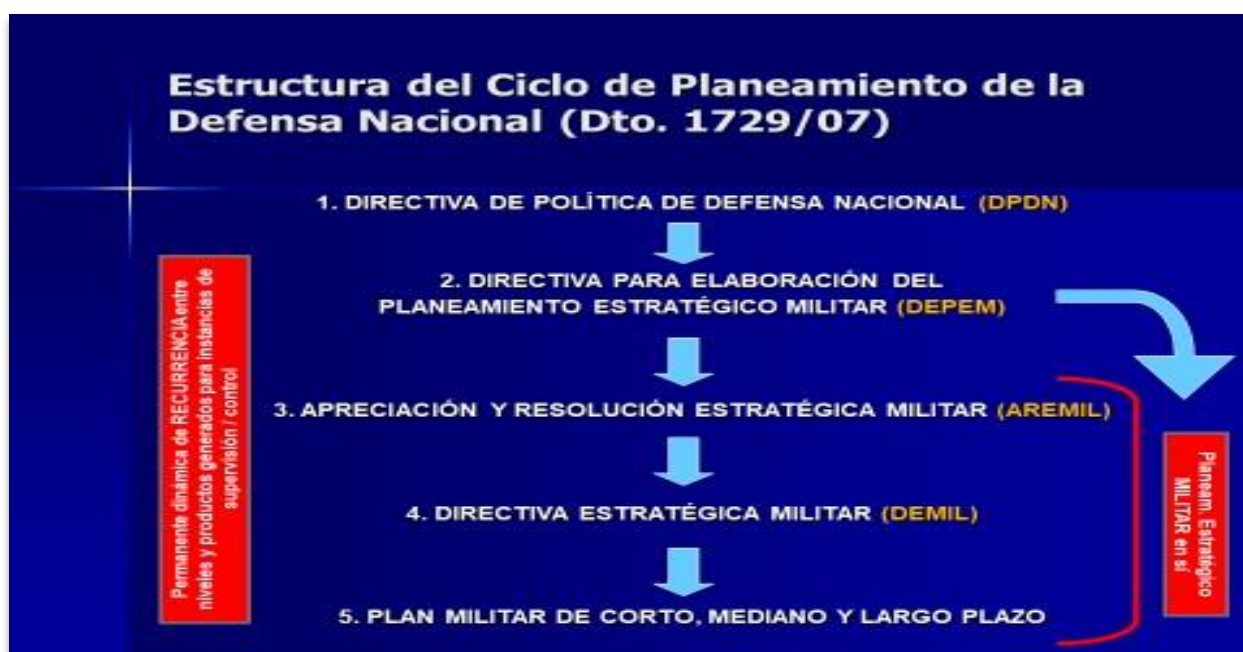 Estructura del Ciclo de Planeamiento de la
Defensa Nacional (Dto. 1729/07)
1. DIRECTIVA DE POLÍTICA DE DEFENSA NACIONAL (DPDN)
2. DIRECTIVA PARA ELABORACIÓN DEL
PLANEAMIENTO ESTRATÉGICO MILITAR (DEPEM)
3. APRECIACIÓN Y RESOLUCIÓN ESTRATÉGICA MILITAR (AREMIL)
4. DIRECTIVA ESTRATÉGICA MILITAR (DEMIL)
5. PLAN MILITAR DE CORTO, MEDIANO Y LARGO PLAZO
Permanente dinámica de RECURRENCIA entre
niveles y productos generados para instancias de
supervisión / control
Planeam. Estratégico
MILITAR en sí